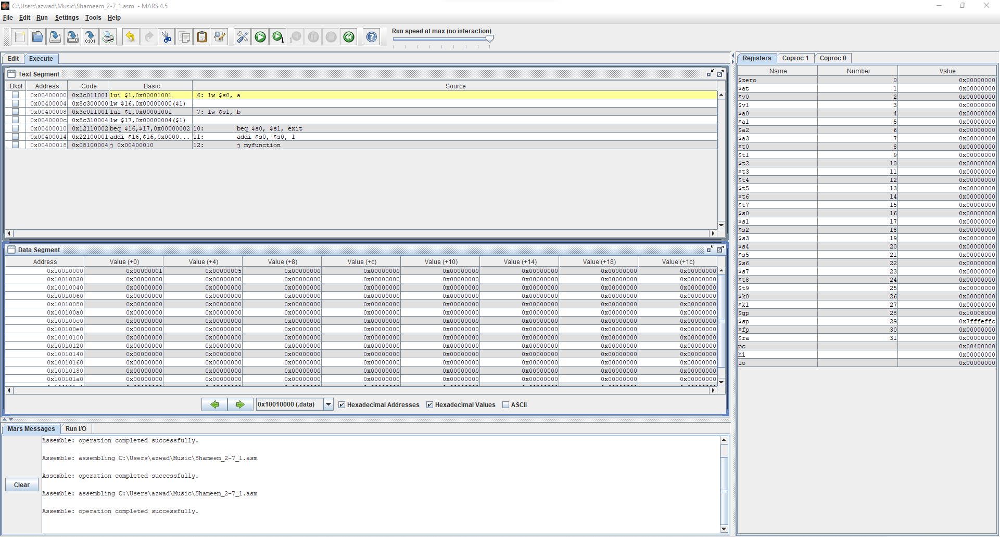 C:\Users\azwad\Music\Shameem_2-7_1.asm - MARS 4.5
File Edit Run Settings Tools Help
Run speed at max (no interaction)
Edit Execute
Text Segment
Bkpt Address Code Basic Source
0x00400000 0x3c011001 lui $1,0x00001001 6: lw $s0, a
0x00400004 0x8c300000 lw $16,0x00000000($1)
0x00400008 0x3c011001 lui $1,0x00001001 7: lw $s1, b
0x0040000c 0x8c310004 lw $17,0x00000004($1)
0x00400010 0x12110002 beq $16,$17,0x00000002 10: beq $s0, $s1, exit
0x00400014 0x22100001 addi $16,$16,0x0000... 11: addi $s0, $s0, 1
0x00400018 0x08100004 j 0x00400010 12: j myfunction
Data Segment
Address Value (+0) Value (+4) Value (+8) Value (+c) Value (+10) Value (+14) Value (+18) Value (+1c)
0x10010000 0x00000001 0x00000005 0x00000000 0x00000000 0x00000000 0x00000000 0x00000000 0x00000000
0x10010020 0x00000000 0x00000000 0x00000000 0x00000000 0x00000000 0x00000000 0x00000000 0x00000000
0x10010040 0x00000000 0x00000000 0x00000000 0x00000000 0x00000000 0x00000000 0x00000000 0x00000000
0x10010060 0x00000000 0x00000000 0x00000000 0x00000000 0x00000000 0x00000000 0x00000000 0x00000000
0x10010080 0x00000000 0x00000000 0x00000000 0x00000000 0x00000000 0x00000000 0x00000000 0x00000000
0x100100a0 0x00000000 0x00000000 0x00000000 0x00000000 0x00000000 0x00000000 0x00000000 0x00000000
0x100100c0 0x00000000 0x00000000 0x00000000 0x00000000 0x00000000 0x00000000 0x00000000 0x00000000
0x100100e0 0x00000000 0x00000000 0x00000000 0x00000000 0x00000000 0x00000000 0x00000000 0x00000000
0x10010100 0x00000000 0x00000000 0x00000000 0x00000000 0x00000000 0x00000000 0x00000000 0x00000000
0x10010120 0x00000000 0x00000000 0x00000000 0x00000000 0x00000000 0x00000000 0x00000000 0x00000000
0x10010140 0x00000000 0x00000000 0x00000000 0x00000000 0x00000000 0x00000000 0x00000000 0x00000000
0x10010160 0x00000000 0x00000000 0x00000000 0x00000000 0x00000000 0x00000000 0x00000000 0x00000000
0x10010180 0x00000000 0x00000000 0x00000000 0x00000000 0x00000000 0x00000000 0x00000000 0x00000000
0x100101a0 0x00000000 0x00000000 0x00000000 0x00000000 0x00000000 0x00000000 0x00000000 0x00000000
0x10010000 (.data) Hexadecimal Addresses Hexadecimal Values ASCII
Mars Messages Run I/O
Assemble: operation completed successfully.
Assemble: assembling C:\Users\azwad\Music\Shameem_2-7_1.asm
Assemble: operation completed successfully.
Clear
Assemble: assembling C:\Users\azwad\Music\Shameem_2-7_1.asm
Assemble: operation completed successfully.
Registers Coproc 1 Coproc 0
Name Number Value
$zero 0 0x00000000
$at 1 0x00000000
$v0 2 0x00000000
$v1 3 0x00000000
$a0 4 0x00000000
$a1 5 0x00000000
$a2 6 0x00000000
$a3 7 0x00000000
$t0 8 0x00000000
$t1 9 0x00000000
$t2 10 0x00000000
$t3 11 0x00000000
$t4 12 0x00000000
$t5 13 0x00000000
$t6 14 0x00000000
$t7 15 0x00000000
$s0 16 0x00000000
$s1 17 0x00000000
$s2 18 0x00000000
$s3 19 0x00000000
$s4 20 0x00000000
$s5 21 0x00000000
$s6 22 0x00000000
$s7 23 0x00000000
$t8 24 0x00000000
$t9 25 0x00000000
$k0 26 0x00000000
$k1 27 0x00000000
$gp 28 0x10008000
$sp 29 0x7fffeffc
$fp 30 0x00000000
$ra 31 0x00000000
pc 0x00400000
hi 0x00000000
lo 0x00000000